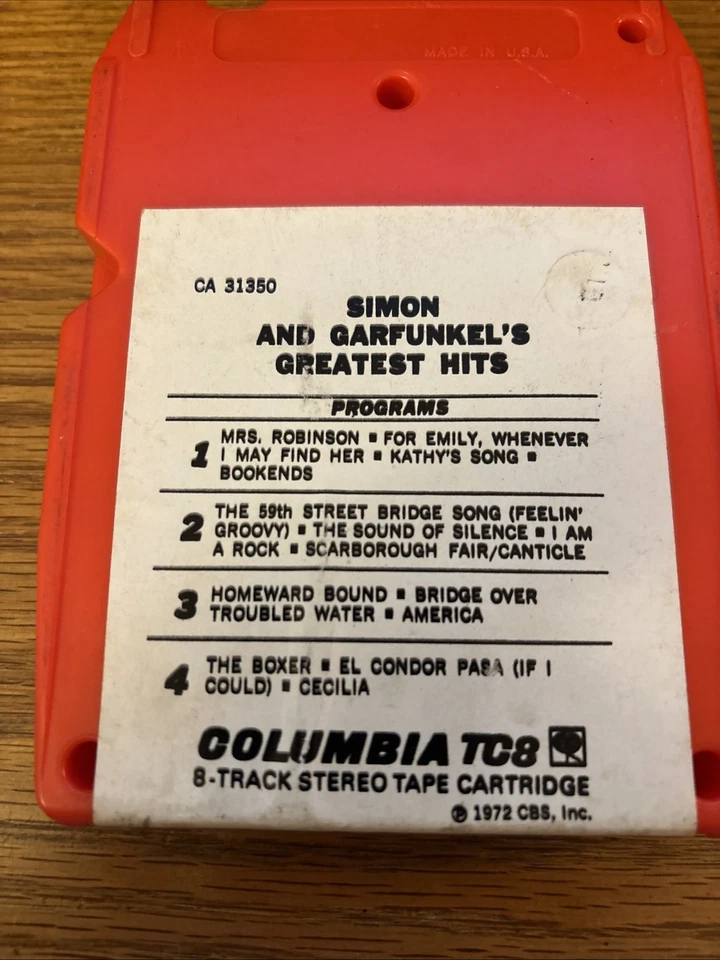 MADE IN U.S.A.
CA 31350
SIMON
AND GARFUNKEL'S
GREATEST HITS
PROGRAMS
1 MRS. ROBINSON ▪ FOR EMILY, WHENEVER
I MAY FIND HER ▪ KATHY'S SONG ▪
BOOKENDS
2 THE 59th STREET BRIDGE SONG (FEELIN'
GROOVY) ▪ THE SOUND OF SILENCE ▪ I AM
A ROCK ▪ SCARBOROUGH FAIR/CANTICLE
3 HOMEWARD BOUND ▪ BRIDGE OVER
TROUBLED WATER ▪ AMERICA
4 THE BOXER ▪ EL CONDOR PASA (IF I
COULD) ▪ CECILIA
COLUMBIA TC8
8-TRACK STEREO TAPE CARTRIDGE
℗ 1972 CBS, Inc.